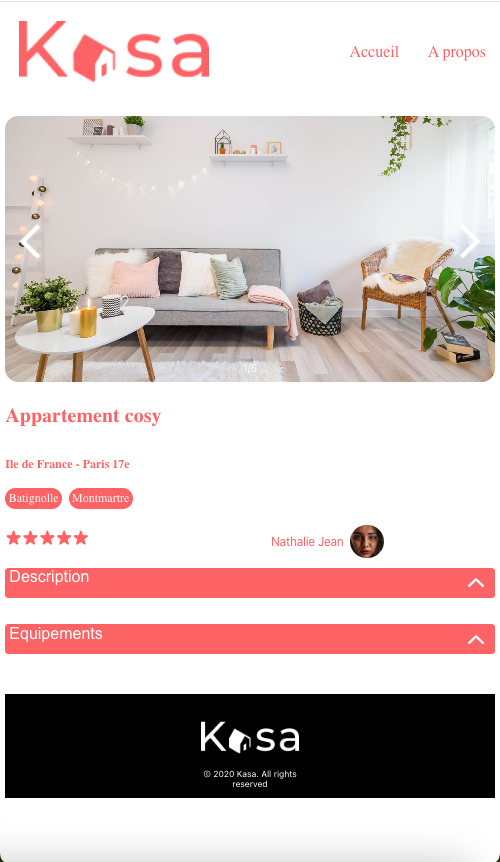 Kasa
Accueil A propos
1/5
Appartement cosy
Ile de France - Paris 17e
Batignolle Montmartre
Nathalie Jean
Description
Equipements
Kasa
© 2020 Kasa. All rights
reserved